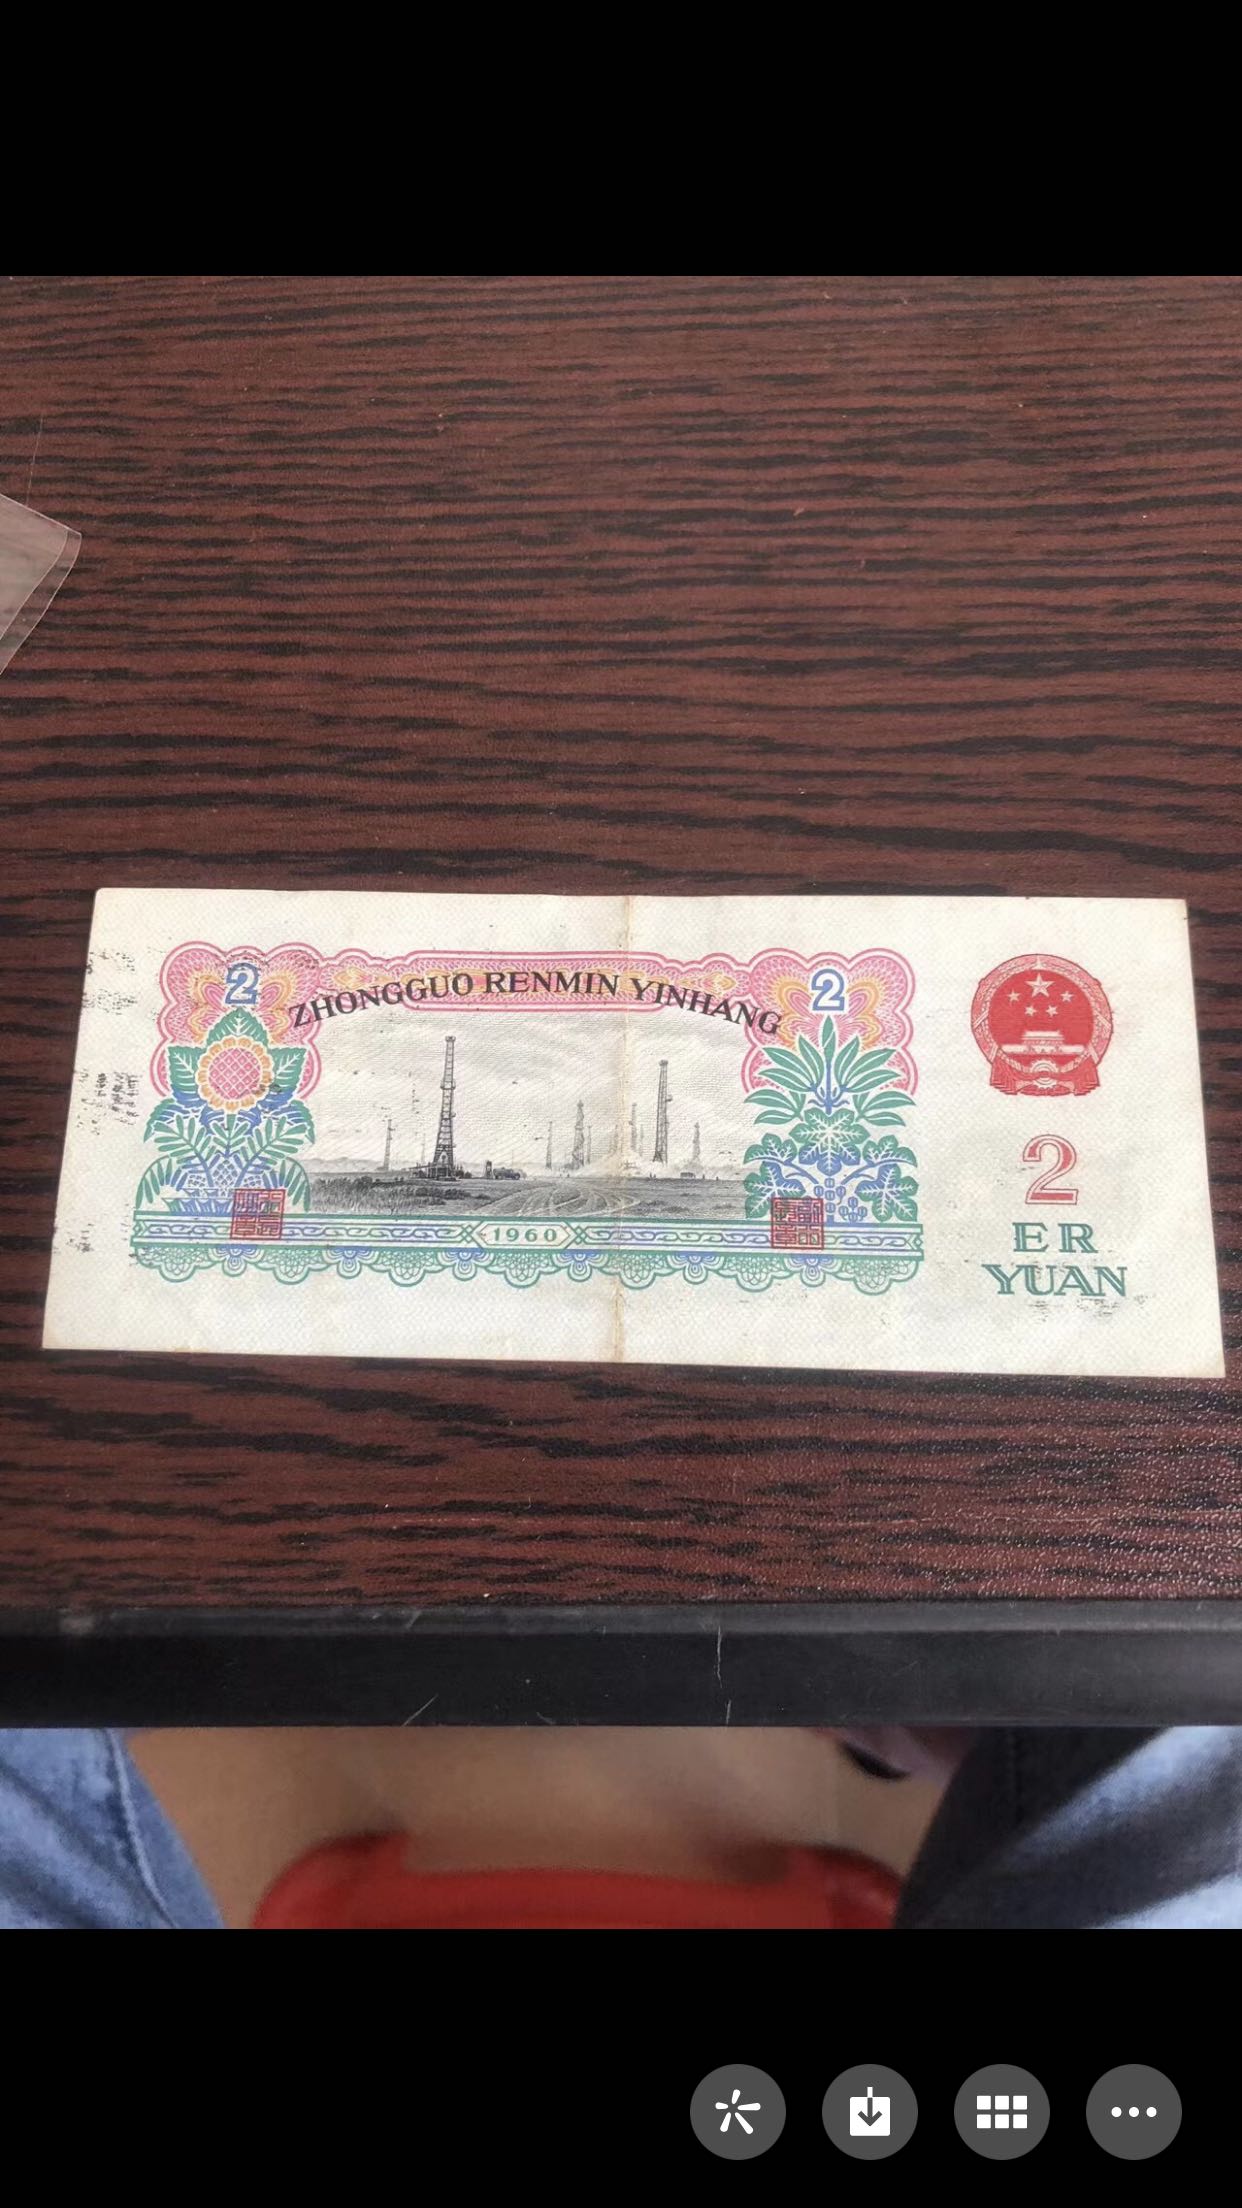 2
ZHONGGUO RENMIN YINHANG
2
1960
2
ER
YUAN